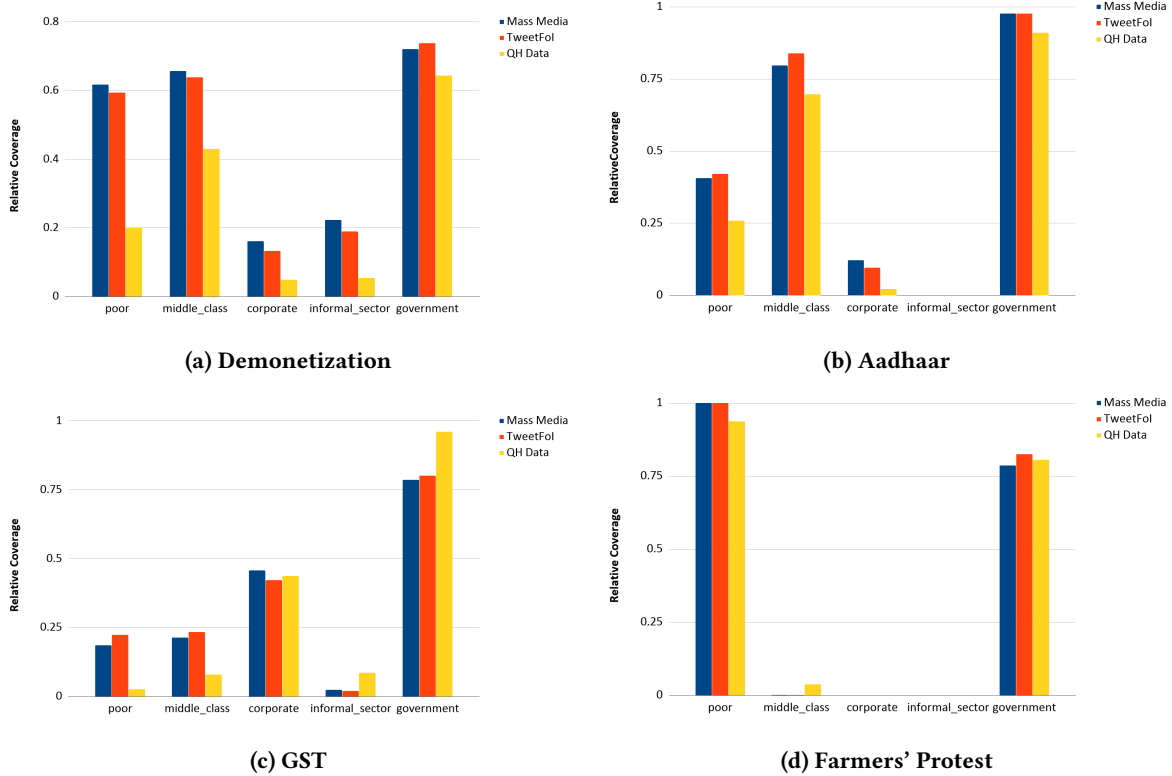 0.8
0.6
0.4
0.2
0
Relative Coverage
poor
middle_class
corporate
informal_sector
government
Mass Media
TweetFoI
QH Data
(a) Demonetization
1
0.75
0.5
0.25
0
RelativeCoverage
poor
middle_class
corporate
informal_sector
government
Mass Media
TweetFoI
QH Data
(b) Aadhaar
1
0.75
0.5
0.25
0
Relative Coverage
poor
middle_class
corporate
informal_sector
government
Mass Media
TweetFoI
QH Data
(c) GST
1
0.75
0.5
0.25
0
Relative Coverage
poor
middle_class
corporate
informal_sector
government
Mass Media
TweetFoI
QH Data
(d) Farmers’ Protest